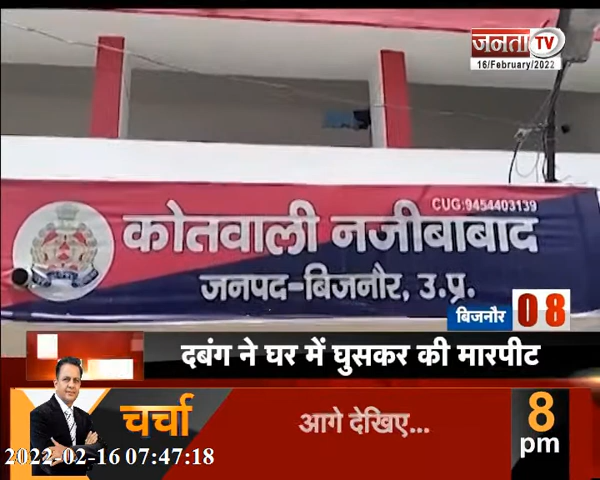 जनता TV
16/February/2022
CUG:9454403139
कोतवाली नजीबाबाद
जनपद-बिजनौर, उ.प्र.
बिजनौर 08
दबंग ने घर में घुसकर की मारपीट
चर्चा
आगे देखिए...
8 pm
2022-02-16 07:47:18